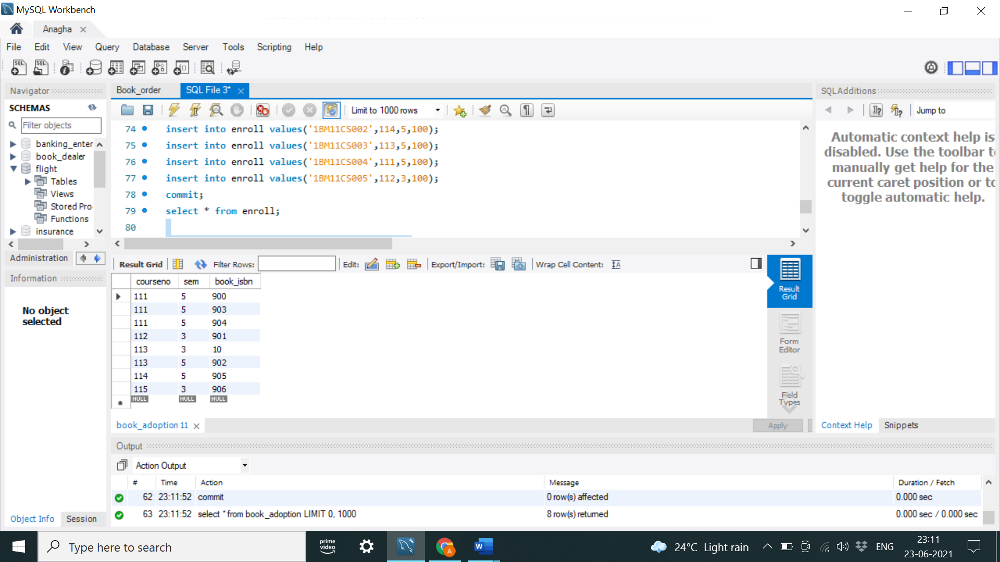 MySQL Workbench
Anagha
File Edit View Query Database Server Tools Scripting Help
Navigator
SCHEMAS
Filter objects
banking_enter
book_dealer
flight
Tables
Views
Stored Pro
Functions
insurance
Administration
Information
No object
selected
Object Info Session
Book_order SQL File 3*
Limit to 1000 rows
74 insert into enroll values('1BM11CS002',114,5,100);
75 insert into enroll values('1BM11CS003',113,5,100);
76 insert into enroll values('1BM11CS004',111,5,100);
77 insert into enroll values('1BM11CS005',112,3,100);
78 commit;
79 select * from enroll;
80
Result Grid Filter Rows: Edit: Export/Import: Wrap Cell Content:
courseno sem book_isbn
111 5 900
111 5 903
111 5 904
112 3 901
113 3 10
113 5 902
114 5 905
115 3 906
NULL NULL NULL
Result
Grid
Form
Editor
Field
Types
book_adoption 11
Apply
SQLAdditions
Jump to
Automatic context help is
disabled. Use the toolbar to
manually get help for the
current caret position or to
toggle automatic help.
Context Help Snippets
Output
Action Output
# Time Action Message Duration / Fetch
62 23:11:52 commit 0 row(s) affected 0.000 sec
63 23:11:52 select * from book_adoption LIMIT 0, 1000 8 row(s) returned 0.000 sec / 0.000 sec
Type here to search
prime
video
W
A
24°C Light rain
ENG
23:11
23-06-2021